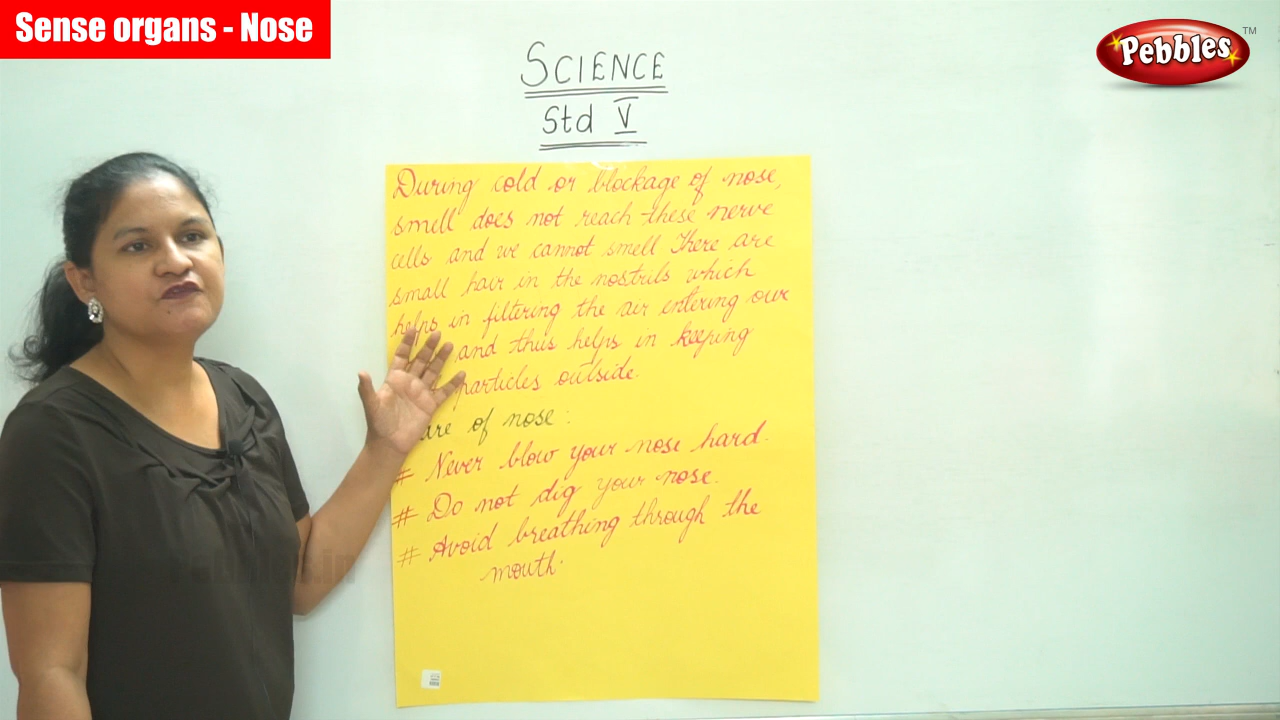 Sense organs - Nose
Pebbles TM
SCIENCE
Std V
During cold or blockage of nose,
smell does not reach these nerve
cells and we cannot smell There are
small hair in the nostrils which
helps in filtering the air entering our
and thus helps in keeping
particles outside.
are of nose :
# Never blow your nose hard.
# Do not dig your nose.
# Avoid breathing through the
mouth.